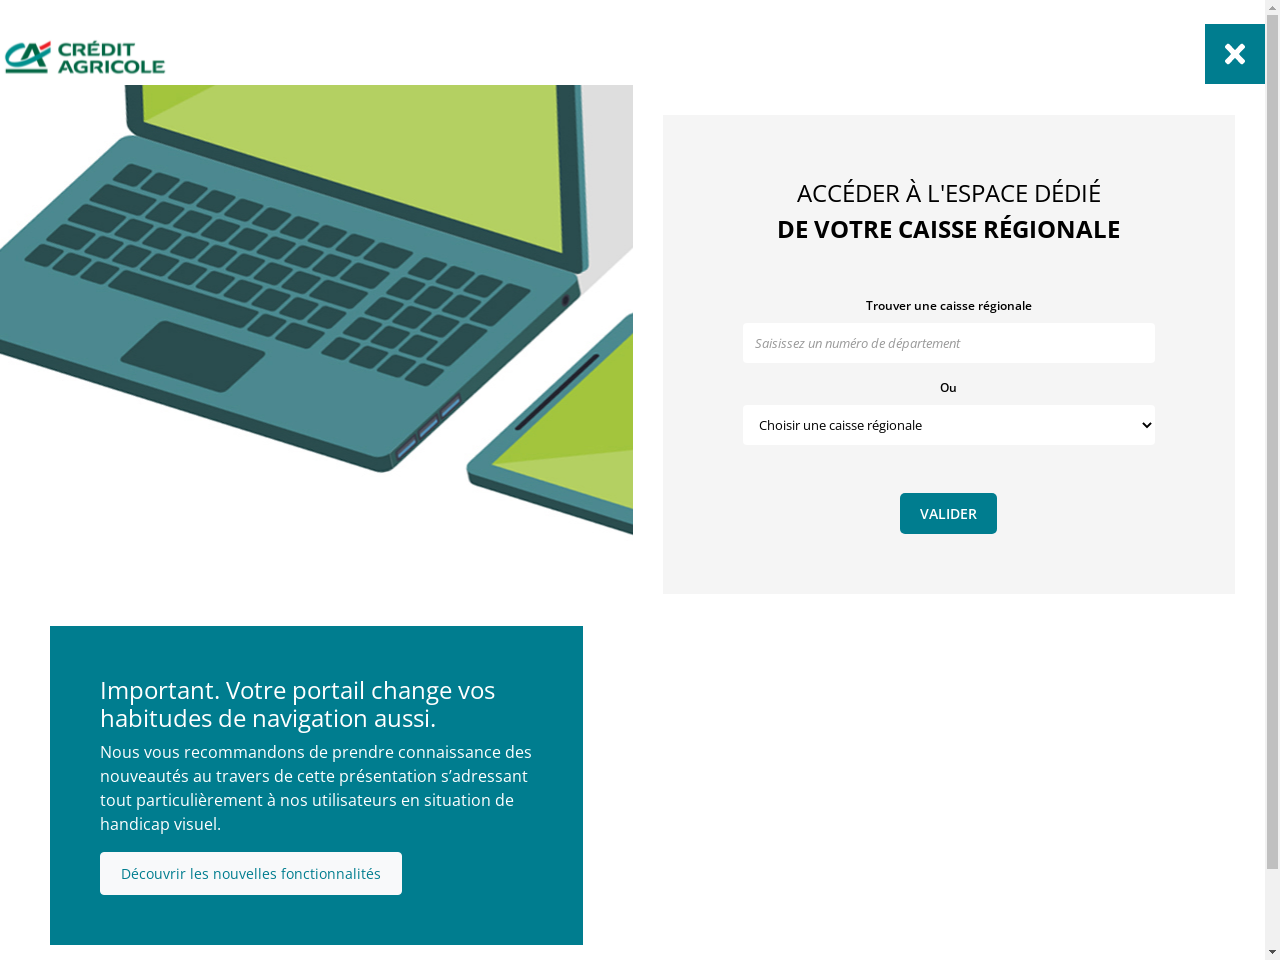 CRÉDIT
AGRICOLE
ACCÉDER À L'ESPACE DÉDIÉ
DE VOTRE CAISSE RÉGIONALE
Trouver une caisse régionale
Saisissez un numéro de département
Ou
Choisir une caisse régionale
VALIDER
Important. Votre portail change vos
habitudes de navigation aussi.
Nous vous recommandons de prendre connaissance des
nouveautés au travers de cette présentation s’adressant
tout particulièrement à nos utilisateurs en situation de
handicap visuel.
Découvrir les nouvelles fonctionnalités